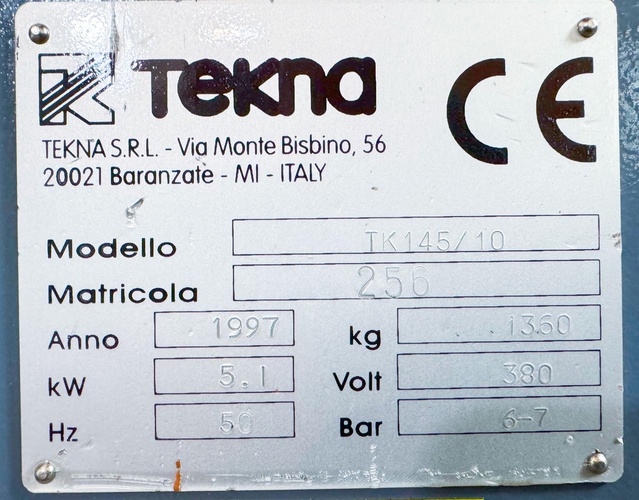 Tekna CE
TEKNA S.R.L. - Via Monte Bisbino, 56
20021 Baranzate - MI - ITALY
Modello TK145/10
Matricola 256
Anno 1997 kg 1360
kW 5.1 Volt 380
Hz 50 Bar 6-7